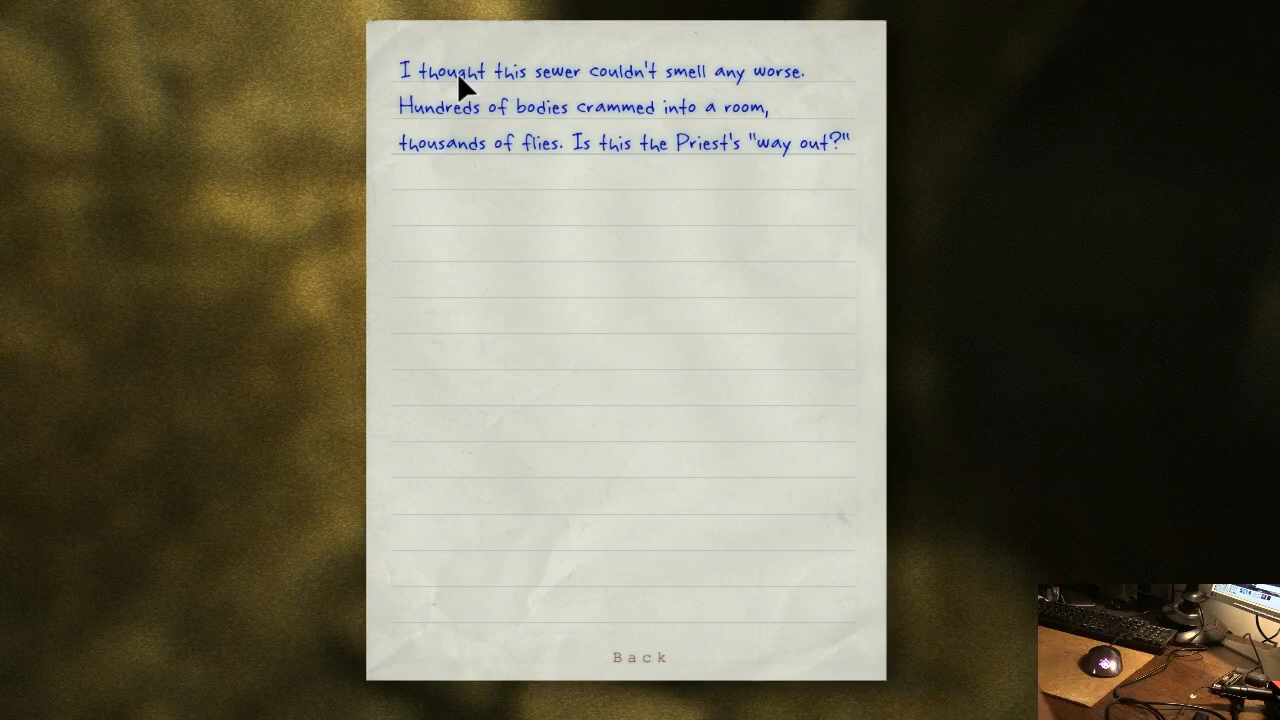 I thought this sewer couldn't smell any worse.
Hundreds of bodies crammed into a room,
thousands of flies. Is this the Priest's "way out?"
Back